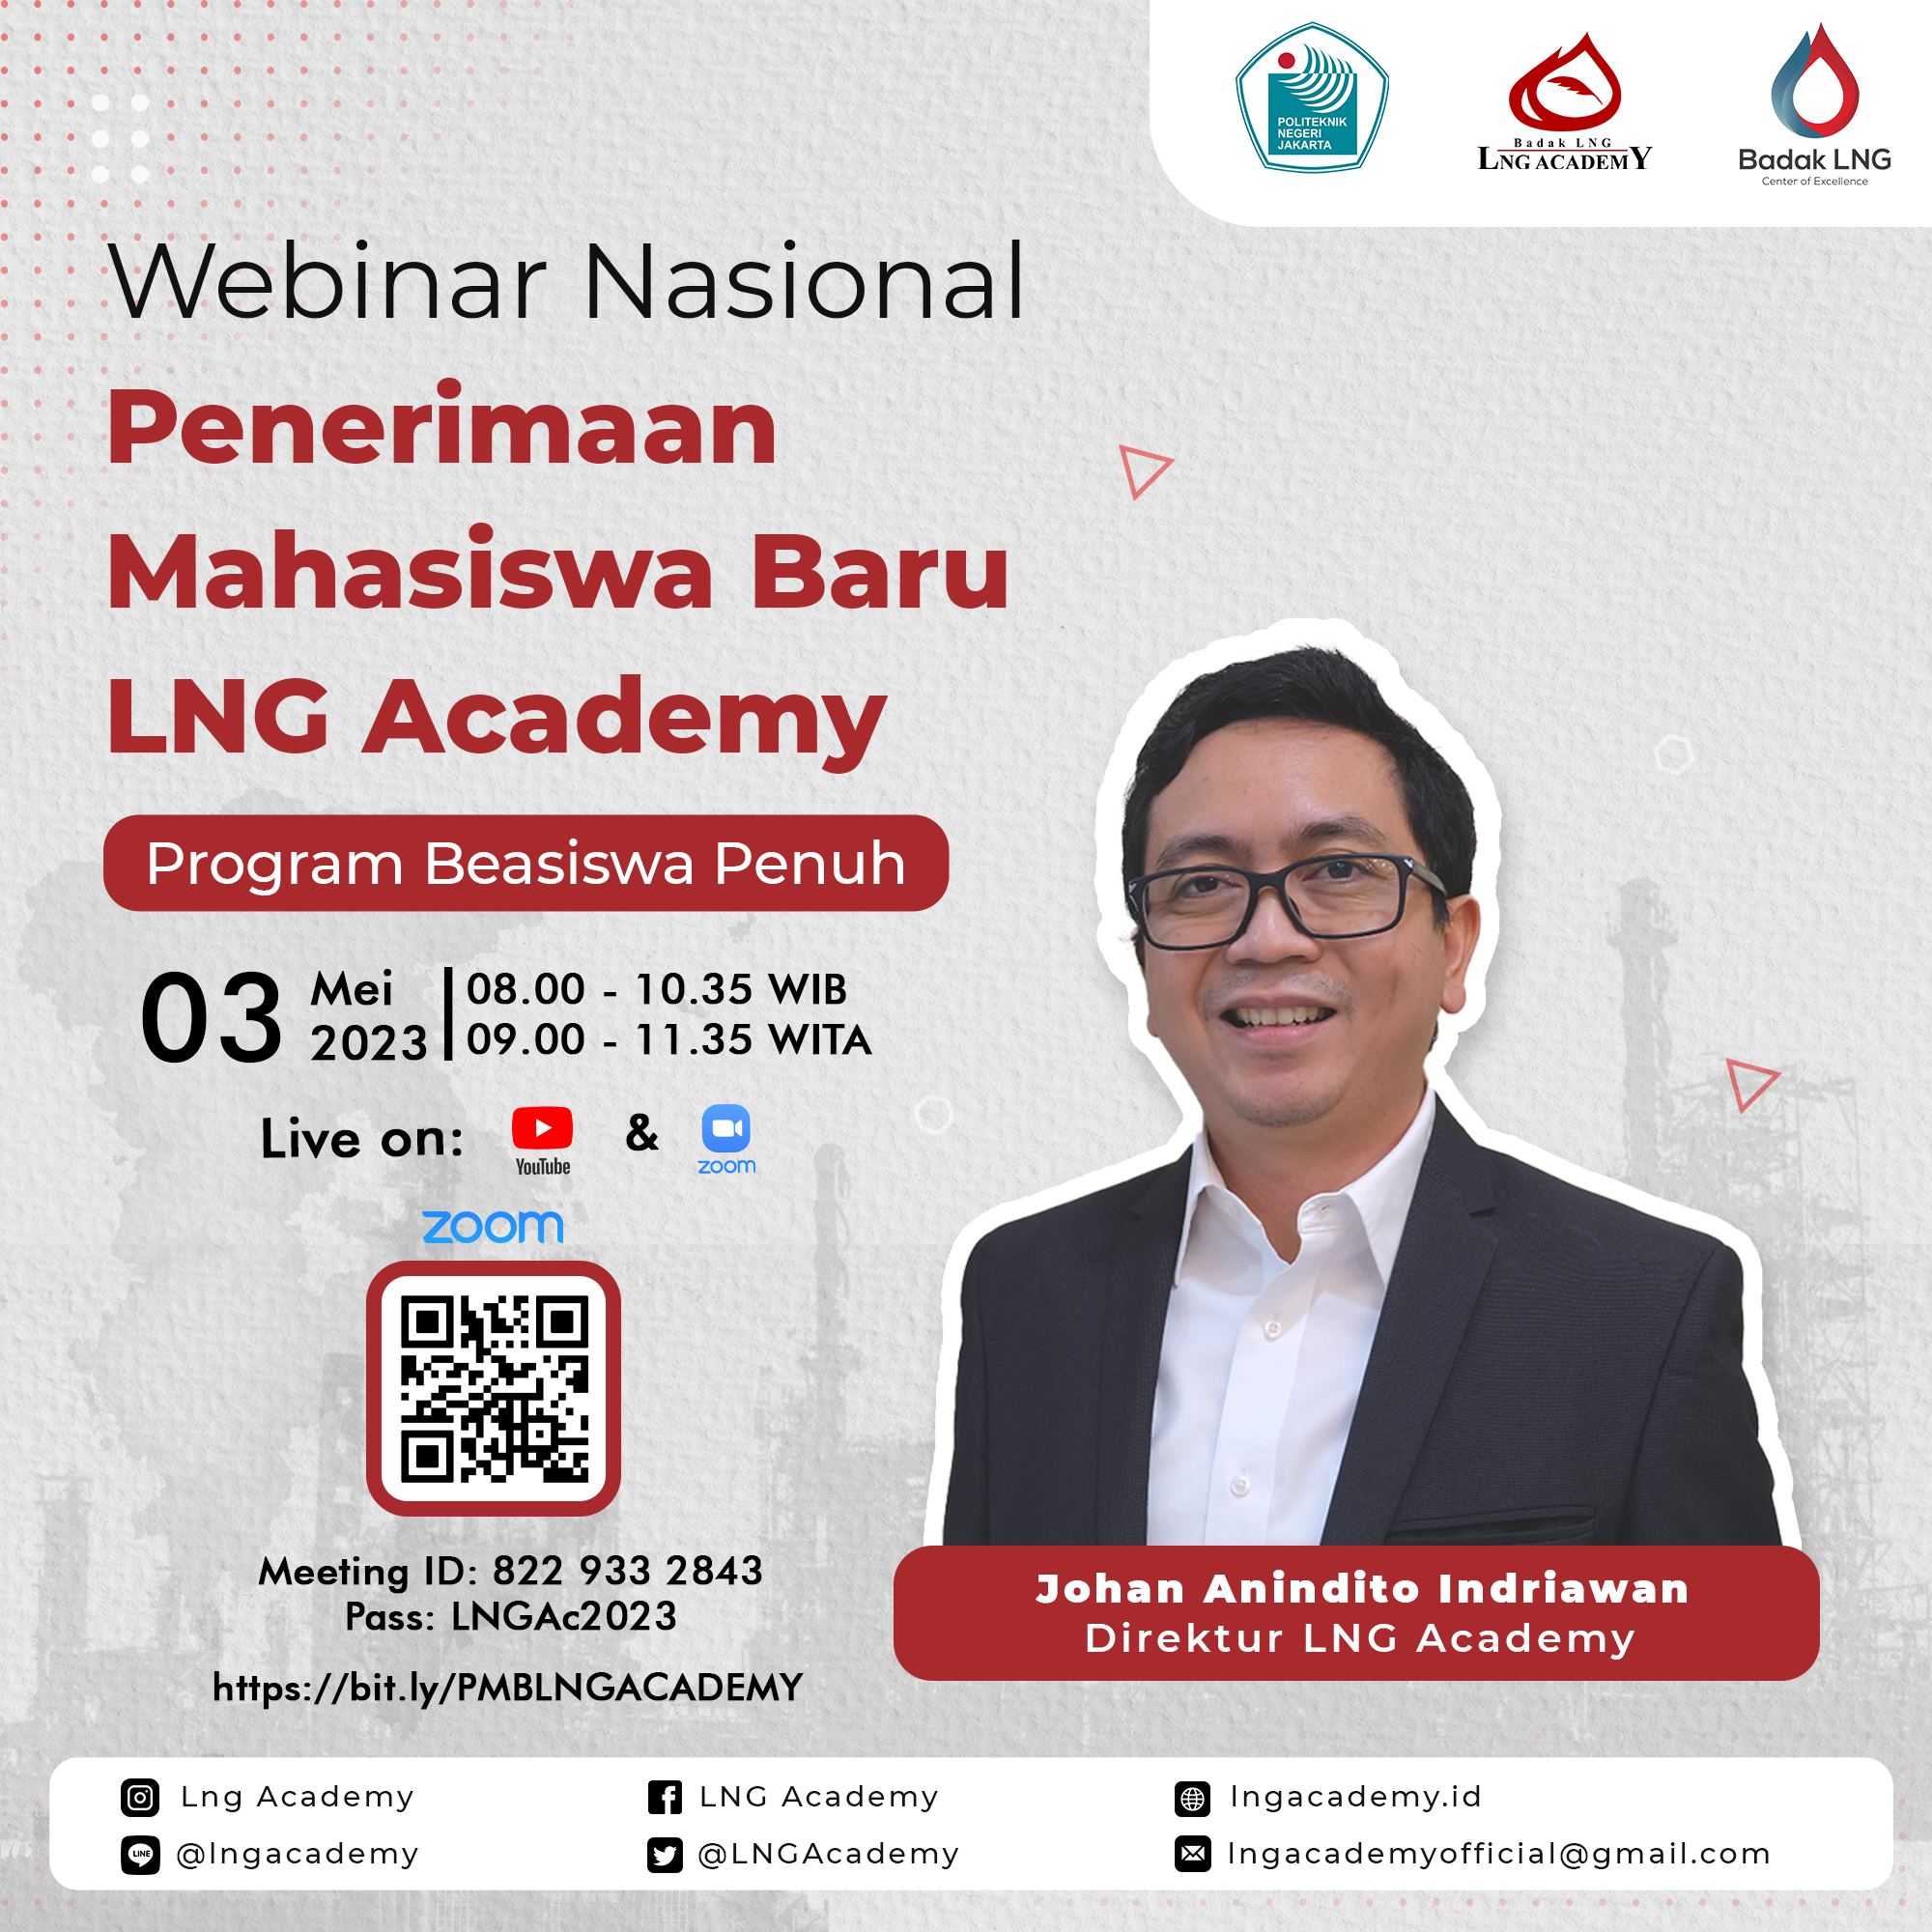 POLITEKNIK
NEGERI
JAKARTA
Badak LNG
LNG ACADEMY
Badak LNG
Center of Excellence
Webinar Nasional
Penerimaan
Mahasiswa Baru
LNG Academy
Program Beasiswa Penuh
03 Mei 2023
08.00 - 10.35 WIB
09.00 - 11.35 WITA
Live on: YouTube & zoom
zoom
Meeting ID: 822 933 2843
Pass: LNGAc2023
https://bit.ly/PMBLNGACADEMY
Johan Anindito Indriawan
Direktur LNG Academy
Lng Academy
LNG Academy
lngacademy.id
LINE @lngacademy
@LNGAcademy
lngacademyofficial@gmail.com